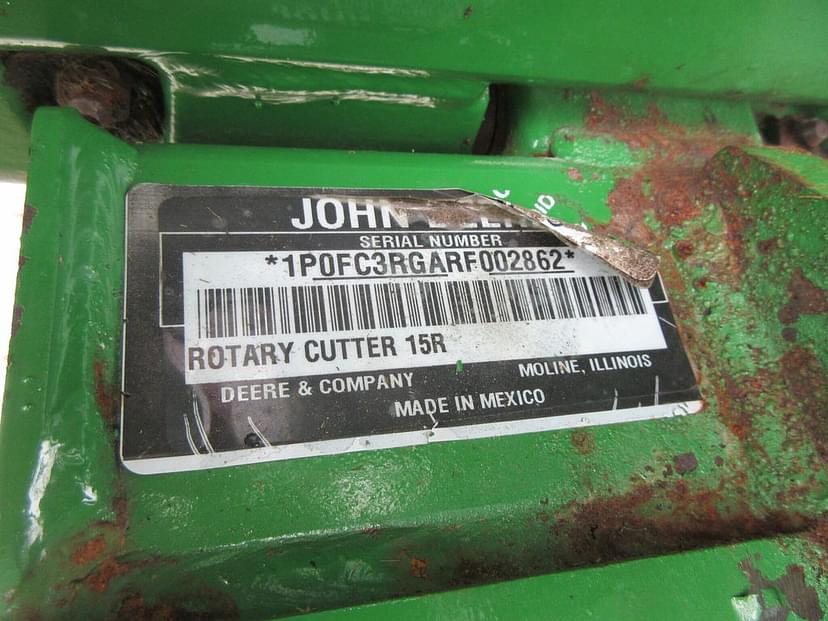 JOHN
SERIAL NUMBER
*1P0FC3RGARF002862*
ROTARY CUTTER 15R
DEERE & COMPANY MOLINE, ILLINOIS
MADE IN MEXICO